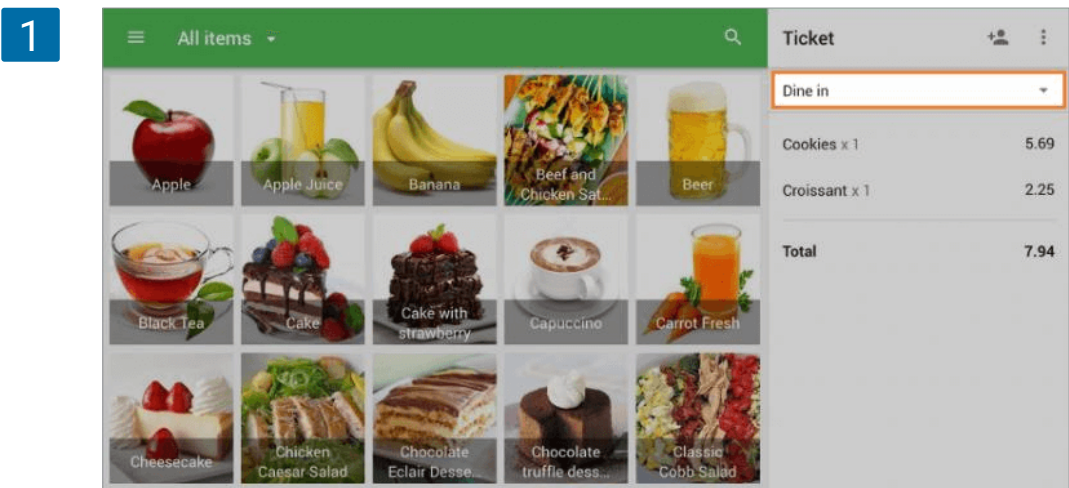 1
All items
Ticket
Dine in
Cookies x 1 5.69
Croissant x 1 2.25
Total 7.94
Apple
Apple Juice
Banana
Beef and
Chicken Sat...
Beer
Black Tea
Cake
Cake with
strawberry
Capuccino
Carrot Fresh
Cheesecake
Chicken
Caesar Salad
Chocolate
Eclair Desse...
Chocolate
truffle dess...
Classic
Cobb Salad